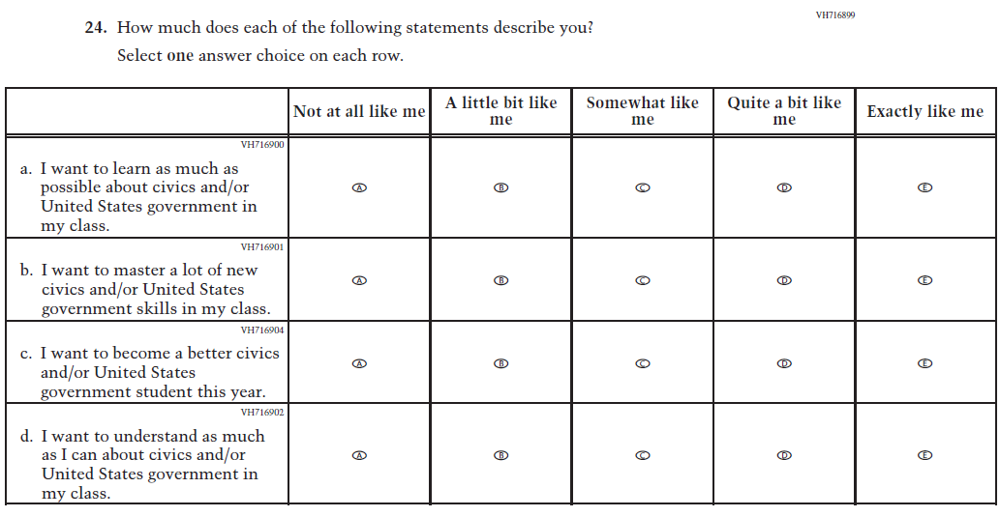 VH716899
24. How much does each of the following statements describe you?
Select one answer choice on each row.
Not at all like me
A little bit like
me
Somewhat like
me
Quite a bit like
me
Exactly like me
VH716900
a. I want to learn as much as
possible about civics and/or
United States government in
my class.
A B C D E
VH716901
b. I want to master a lot of new
civics and/or United States
government skills in my class.
A B C D E
VH716904
c. I want to become a better civics
and/or United States
government student this year.
A B C D E
VH716902
d. I want to understand as much
as I can about civics and/or
United States government in
my class.
A B C D E